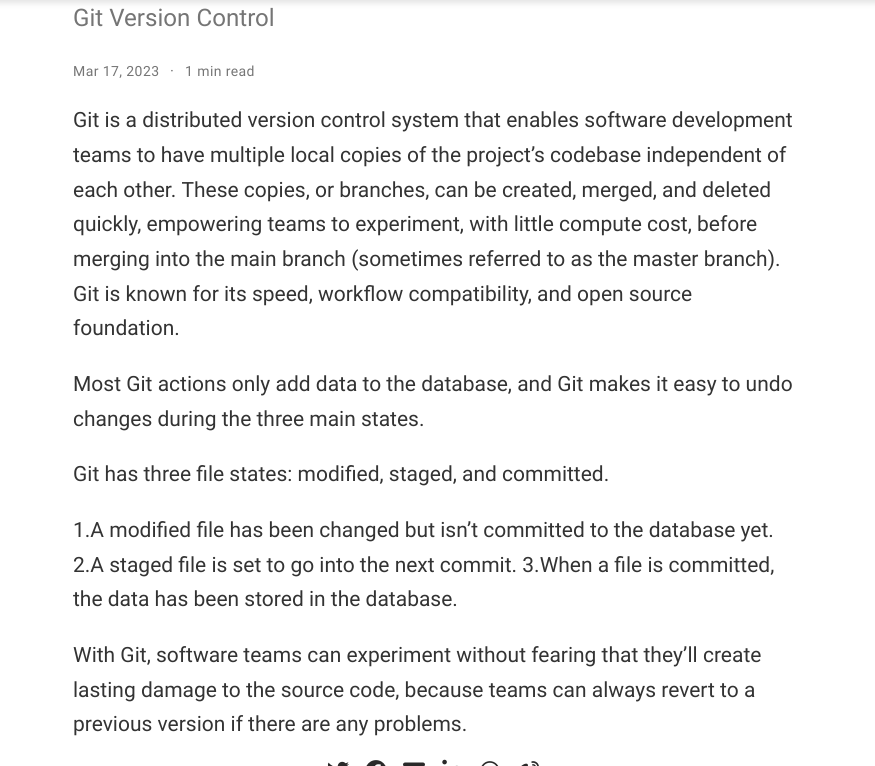 Git Version Control
Mar 17, 2023 · 1 min read
Git is a distributed version control system that enables software development
teams to have multiple local copies of the project’s codebase independent of
each other. These copies, or branches, can be created, merged, and deleted
quickly, empowering teams to experiment, with little compute cost, before
merging into the main branch (sometimes referred to as the master branch).
Git is known for its speed, workflow compatibility, and open source
foundation.
Most Git actions only add data to the database, and Git makes it easy to undo
changes during the three main states.
Git has three file states: modified, staged, and committed.
1.A modified file has been changed but isn’t committed to the database yet.
2.A staged file is set to go into the next commit. 3.When a file is committed,
the data has been stored in the database.
With Git, software teams can experiment without fearing that they’ll create
lasting damage to the source code, because teams can always revert to a
previous version if there are any problems.